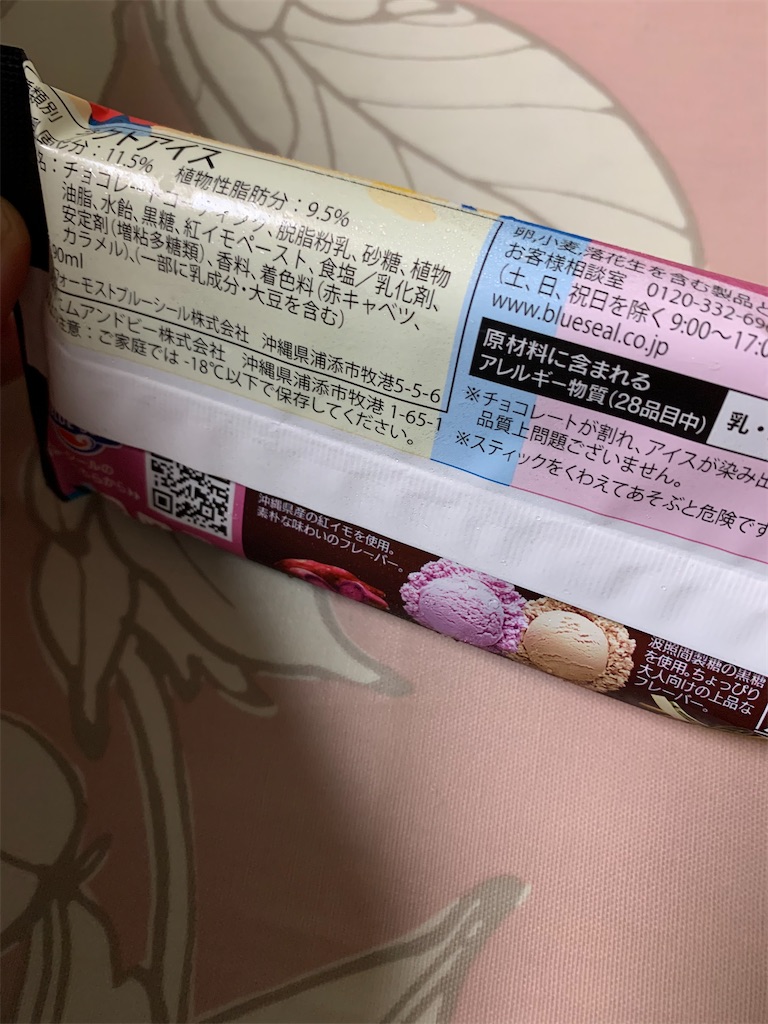 類別
クトアイス
分：11.5% 植物性脂肪分：9.5%
名：チョコレートコーティング、脱脂粉乳、砂糖、植物
油脂、水飴、黒糖、紅イモペースト、食塩／乳化剤、
安定剤（増粘多糖類）、香料、着色料（赤キャベツ、
カラメル）、（一部に乳成分・大豆を含む）
90ml
フォーモストブルーシール株式会社 沖縄県浦添市牧港5-5-6
エムアンドビー株式会社 沖縄県浦添市牧港 1-65-1
注意：ご家庭では -18℃以下で保存してください。
卵、小麦、落花生を含む製品と
お客様相談室 0120-332-69
（土、日、祝日を除く 9:00〜17:0
www.blueseal.co.jp
原材料に含まれる
アレルギー物質（28品目中）
乳・
※チョコレートが割れ、アイスが染み出
品質上問題ございません。
※スティックをくわえてあそぶと危険です
沖縄県産の紅イモを使用。
素朴な味わいのフレーバー。
波照間製糖の黒糖
を使用。ちょっぴり
大人向けの上品な
フレーバー。